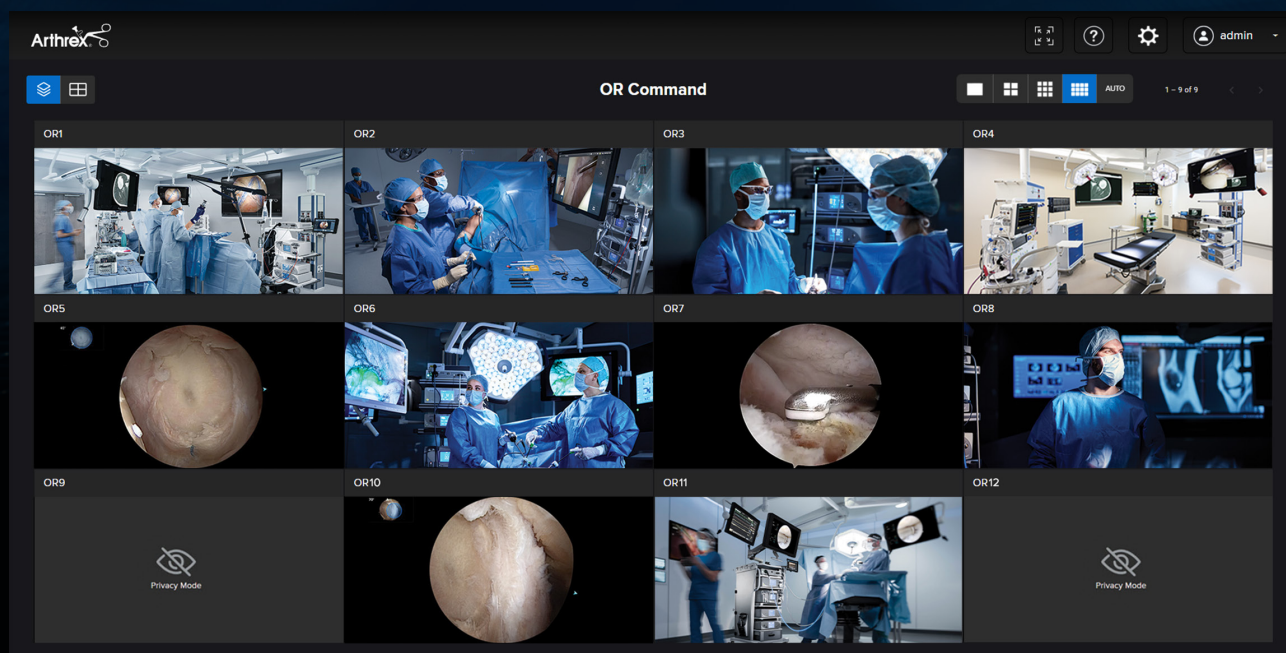 Arthrex
admin
OR Command
AUTO
1 – 9 of 9
OR1
OR2
OR3
OR4
OR5
OR6
OR7
OR8
OR9
OR10
OR11
OR12
Privacy Mode
Privacy Mode